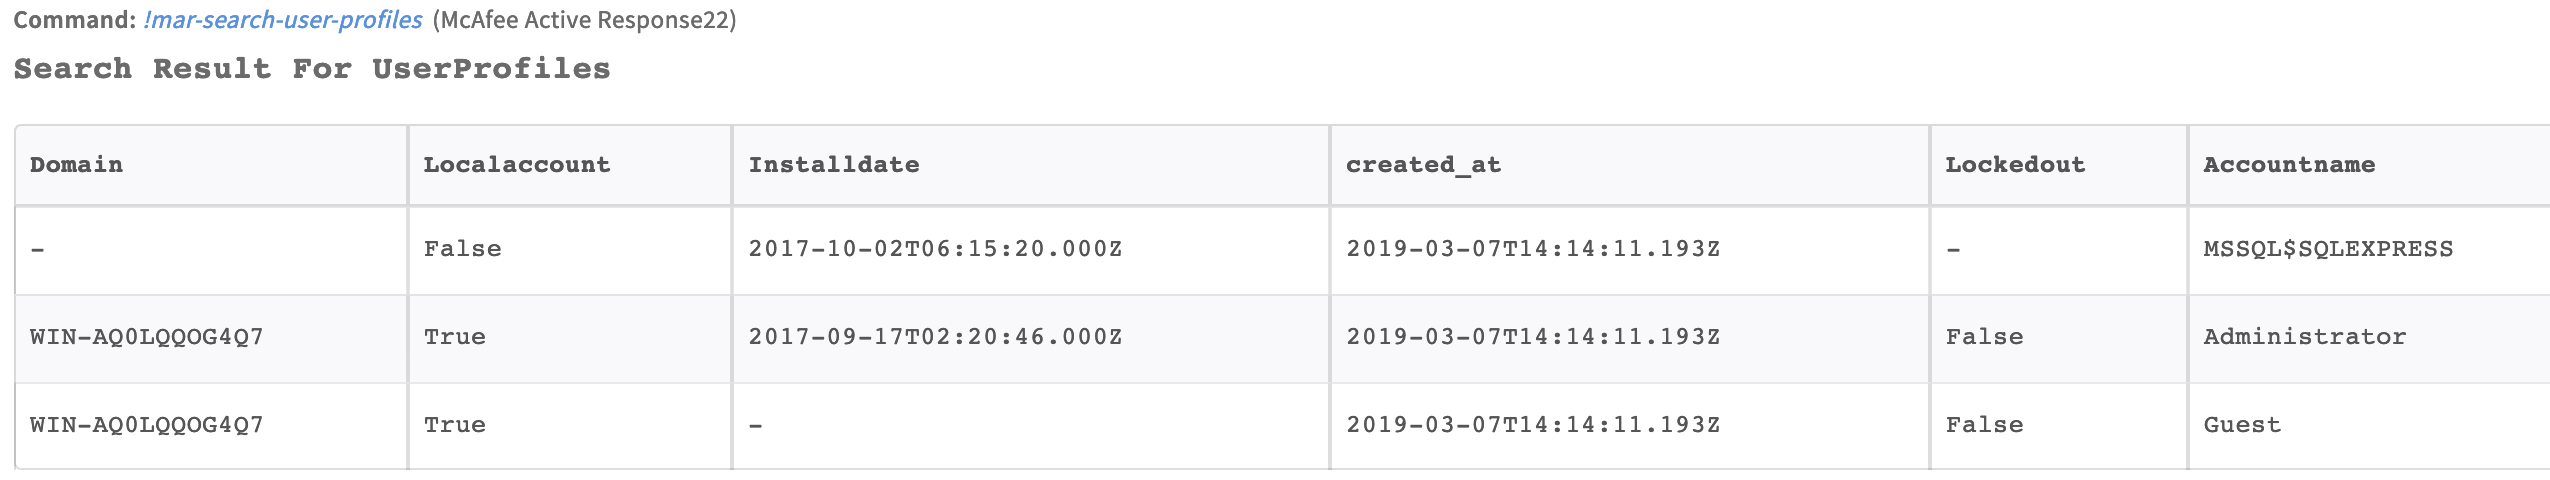 Command: !mar-search-user-profiles (McAfee Active Response22)
Search Result For UserProfiles
Domain Localaccount Installdate created_at Lockedout Accountname
- False 2017-10-02T06:15:20.000Z 2019-03-07T14:14:11.193Z - MSSQL$SQLEXPRESS
WIN-AQ0LQQOG4Q7 True 2017-09-17T02:20:46.000Z 2019-03-07T14:14:11.193Z False Administrator
WIN-AQ0LQQOG4Q7 True - 2019-03-07T14:14:11.193Z False Guest